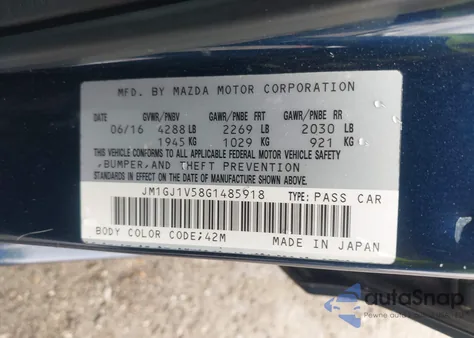 MFD. BY MAZDA MOTOR CORPORATION
DATE GVWR/PNBV GAWR/PNBE FRT GAWR/PNBE RR
06/16 4288 LB 2269 LB 2030 LB
1945 KG 1029 KG 921 KG
THIS VEHICLE CONFORMS TO ALL APPLICABLE FEDERAL MOTOR VEHICLE SAFETY,
,BUMPER,AND THEFT PREVENTION
STANDARDS IN EFFECT ON THE DATE OF MANUFACTURE SHOWN ABOVE.
JM1GJ1V58G1485918 TYPE: PASS CAR
BODY COLOR CODE;42M MADE IN JAPAN
autoSnap
Pewne auto